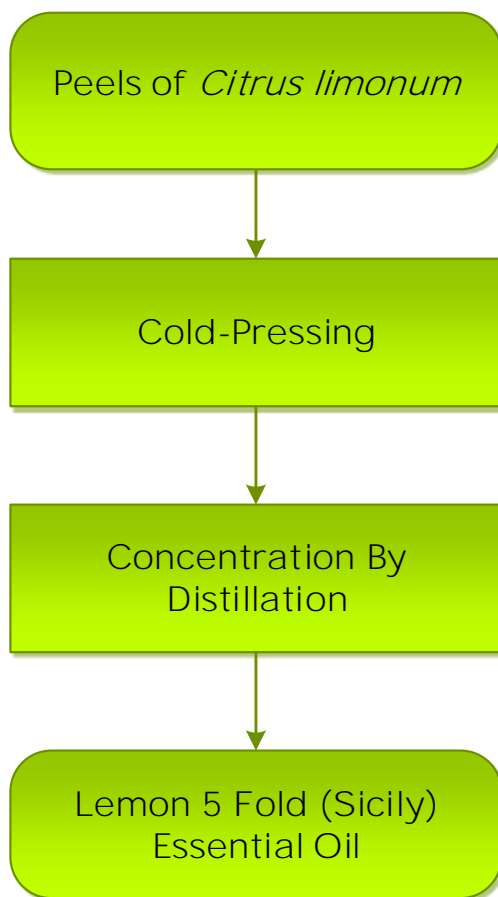 Peels of Citrus limonum
Cold-Pressing
Concentration By
Distillation
Lemon 5 Fold (Sicily)
Essential Oil